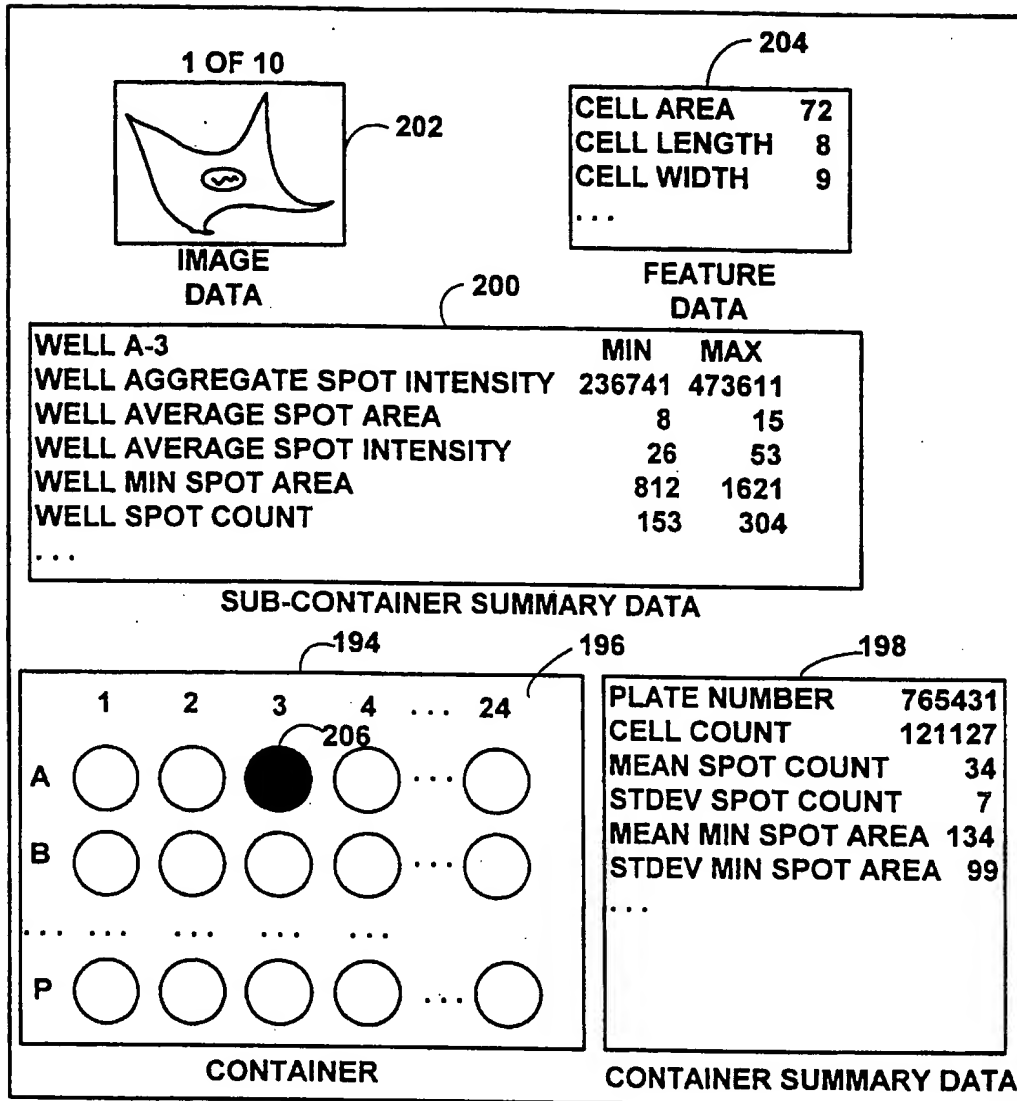 1 OF 10
202
IMAGE
DATA
204
CELL AREA 72
CELL LENGTH 8
CELL WIDTH 9
...
FEATURE
DATA
200
WELL A-3 MIN MAX
WELL AGGREGATE SPOT INTENSITY 236741 473611
WELL AVERAGE SPOT AREA 8 15
WELL AVERAGE SPOT INTENSITY 26 53
WELL MIN SPOT AREA 812 1621
WELL SPOT COUNT 153 304
...
SUB-CONTAINER SUMMARY DATA
194
196
1 2 3 4 ... 24
206
A ...
B ...
... ... ... ... ...
P ...
CONTAINER
198
PLATE NUMBER 765431
CELL COUNT 121127
MEAN SPOT COUNT 34
STDEV SPOT COUNT 7
MEAN MIN SPOT AREA 134
STDEV MIN SPOT AREA 99
...
CONTAINER SUMMARY DATA